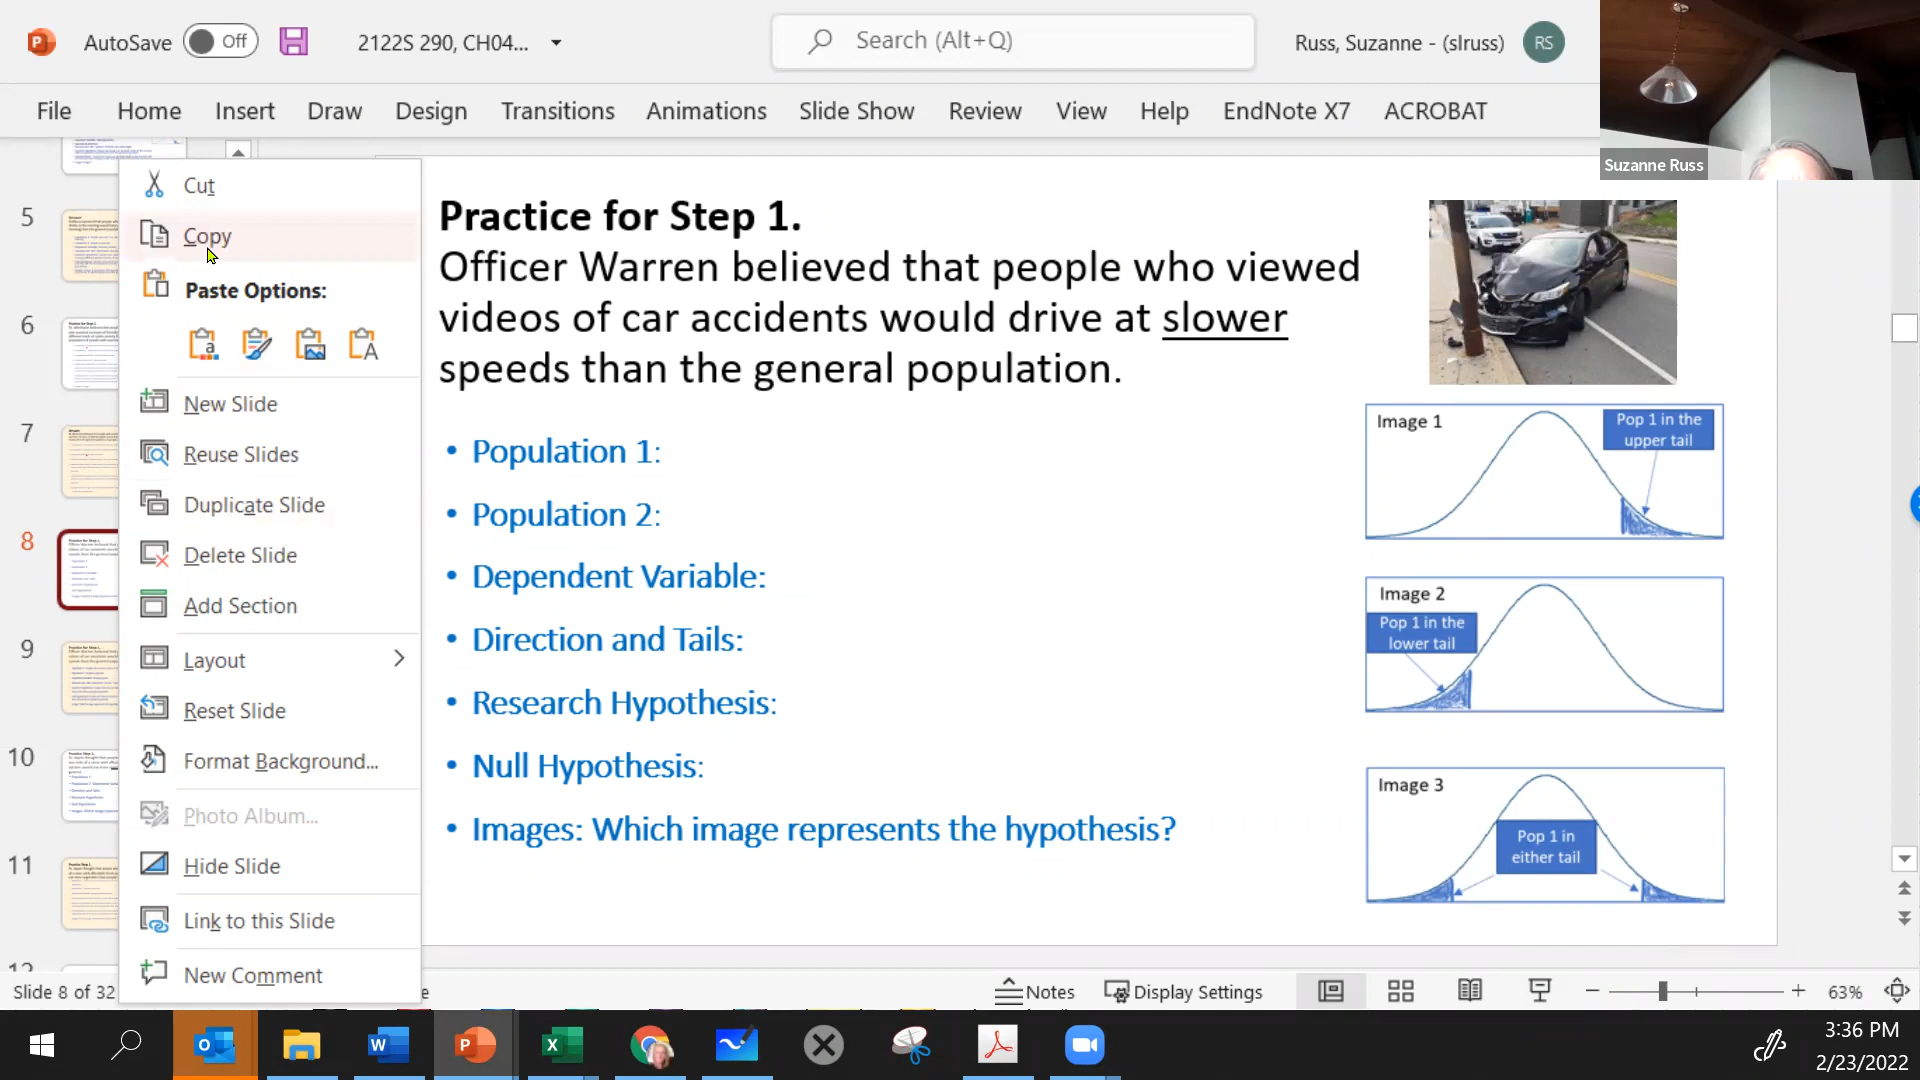 AutoSave Off 2122S 290, CH04... Search (Alt+Q) Russ, Suzanne - (slruss) RS
File Home Insert Draw Design Transitions Animations Slide Show Review View Help EndNote X7 ACROBAT
Suzanne Russ
5
6
7
8
9
10
11
12
Cut
Copy
Paste Options:
New Slide
Reuse Slides
Duplicate Slide
Delete Slide
Add Section
Layout
Reset Slide
Format Background...
Photo Album...
Hide Slide
Link to this Slide
New Comment
Practice for Step 1.
Officer Warren believed that people who viewed
videos of car accidents would drive at slower
speeds than the general population.
• Population 1:
• Population 2:
• Dependent Variable:
• Direction and Tails:
• Research Hypothesis:
• Null Hypothesis:
• Images: Which image represents the hypothesis?
Image 1
Pop 1 in the
upper tail
Image 2
Pop 1 in the
lower tail
Image 3
Pop 1 in
either tail
Slide 8 of 32 Notes Display Settings 63%
3:36 PM
2/23/2022